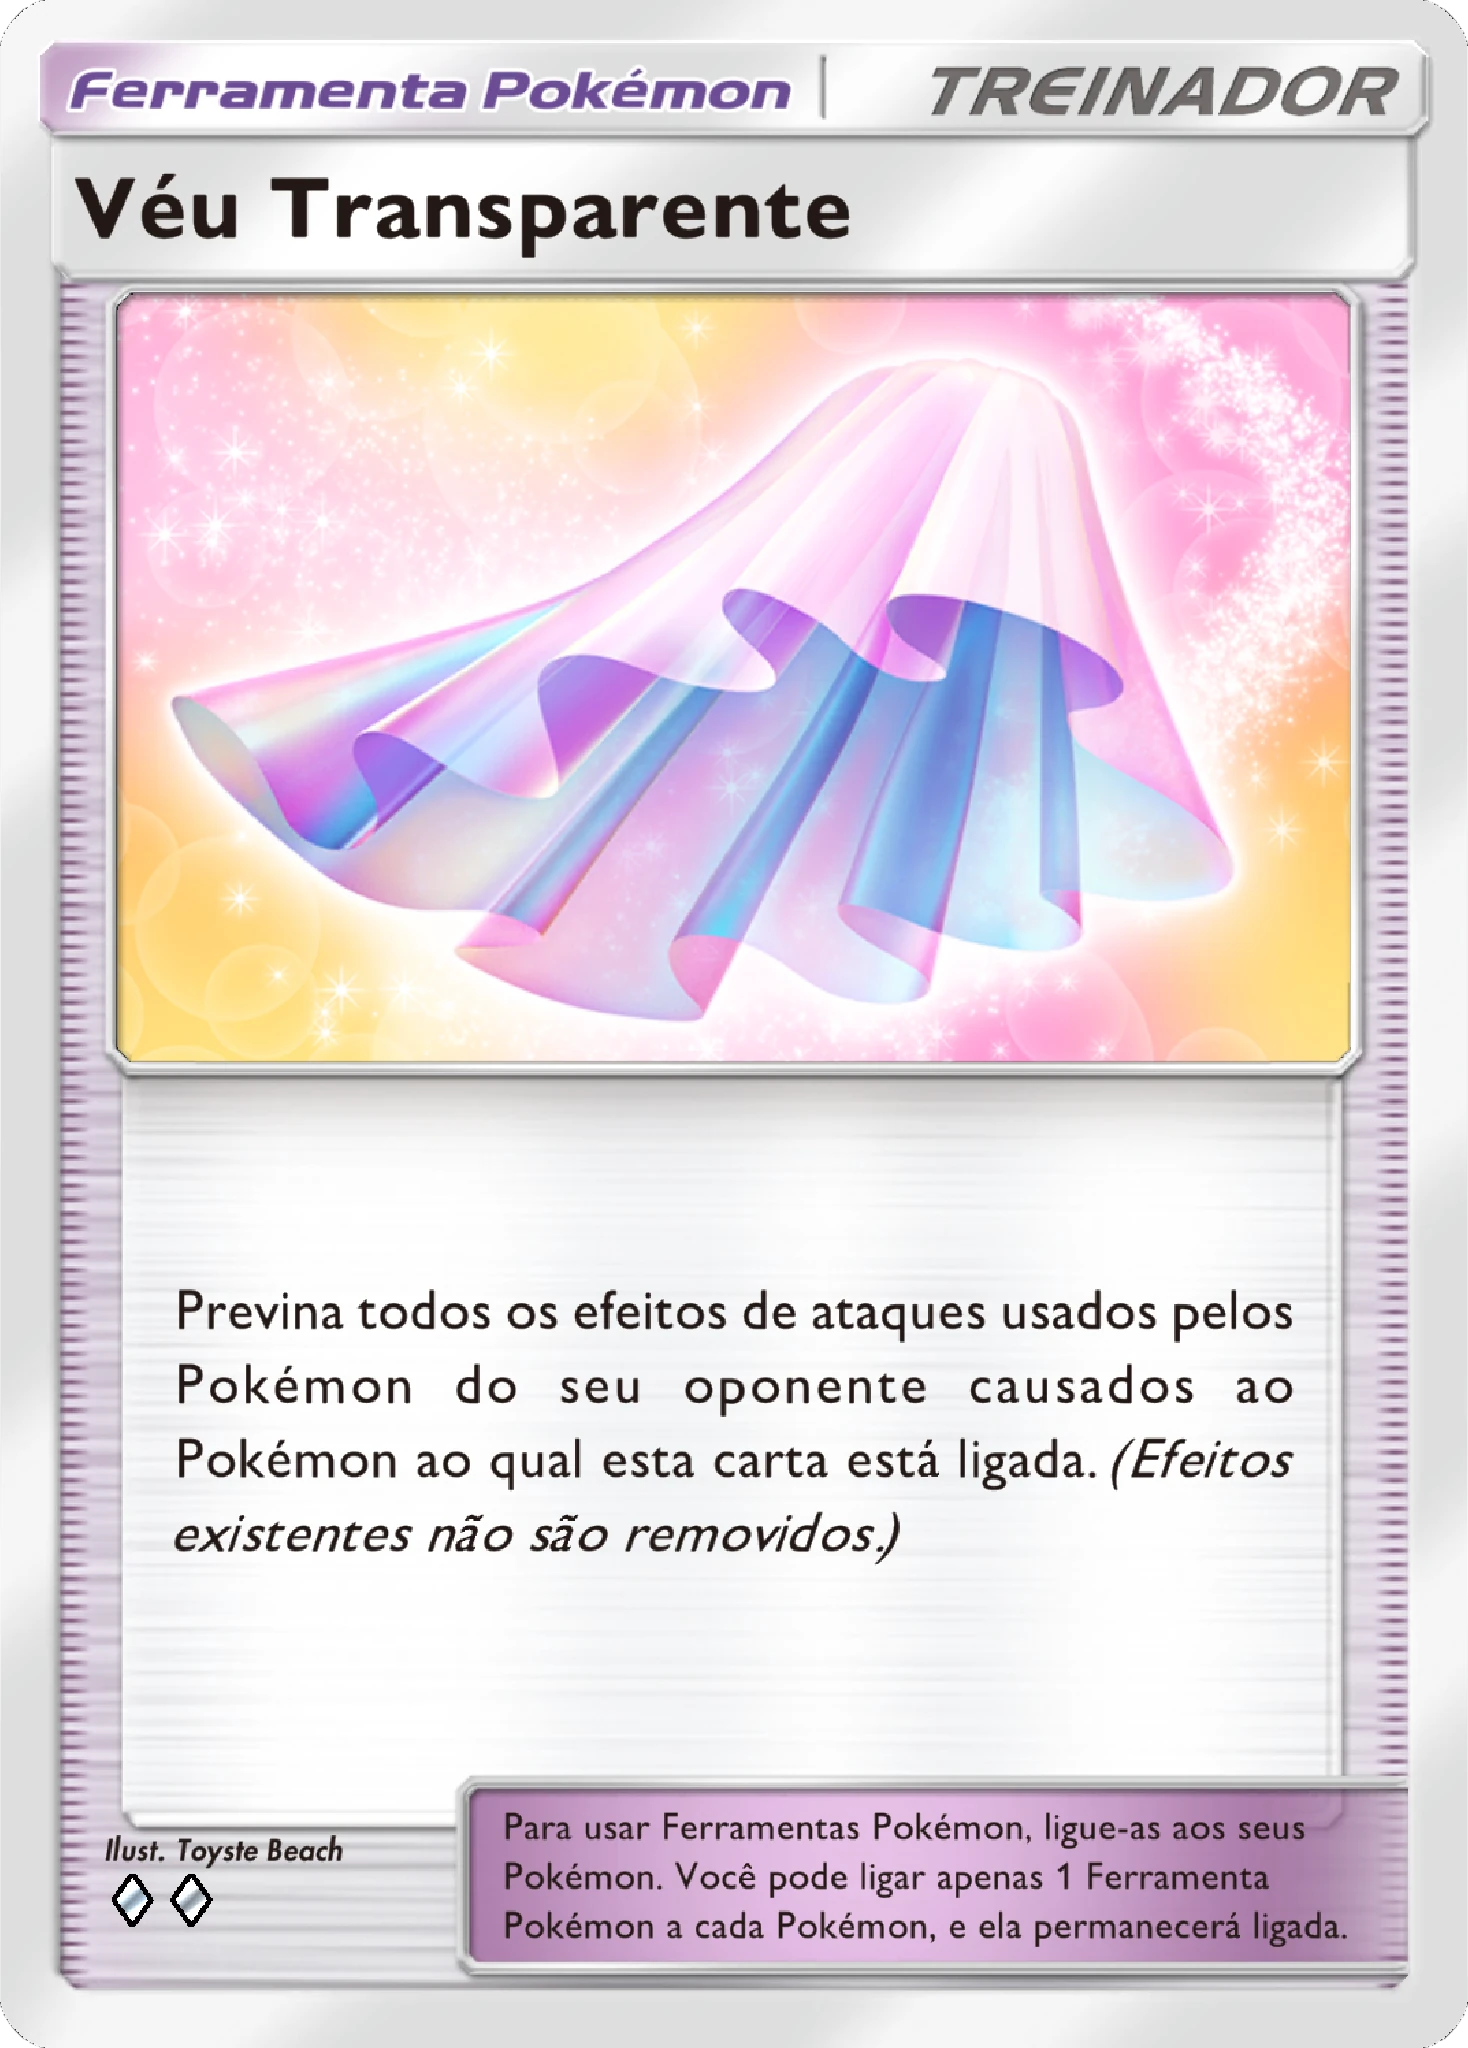 Ferramenta Pokémon
TREINADOR
Véu Transparente
Previna todos os efeitos de ataques usados pelos
Pokémon do seu oponente causados ao
Pokémon ao qual esta carta está ligada. (Efeitos
existentes não são removidos.)
Ilust. Toyste Beach
Para usar Ferramentas Pokémon, ligue-as aos seus
Pokémon. Você pode ligar apenas 1 Ferramenta
Pokémon a cada Pokémon, e ela permanecerá ligada.